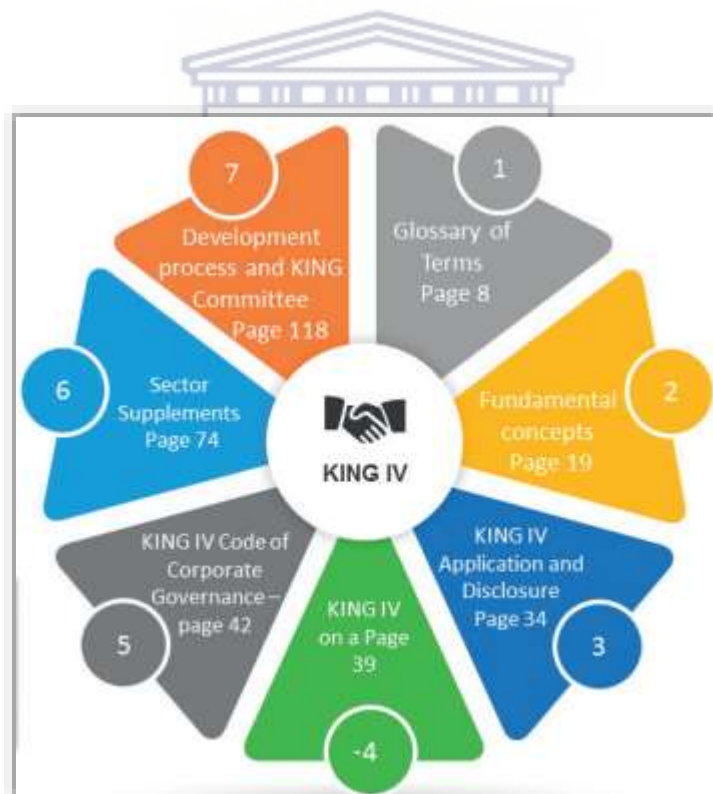 1
Glossary of
Terms
Page 8
2
Fundamental
concepts
Page 19
KING IV
Application and
Disclosure
Page 34
3
KING IV
on a Page
39
-4
KING IV Code of
Corporate
Governance –
page 42
5
6
Sector
Supplements
Page 74
7
Development
process and KING
Committee
Page 118
KING IV